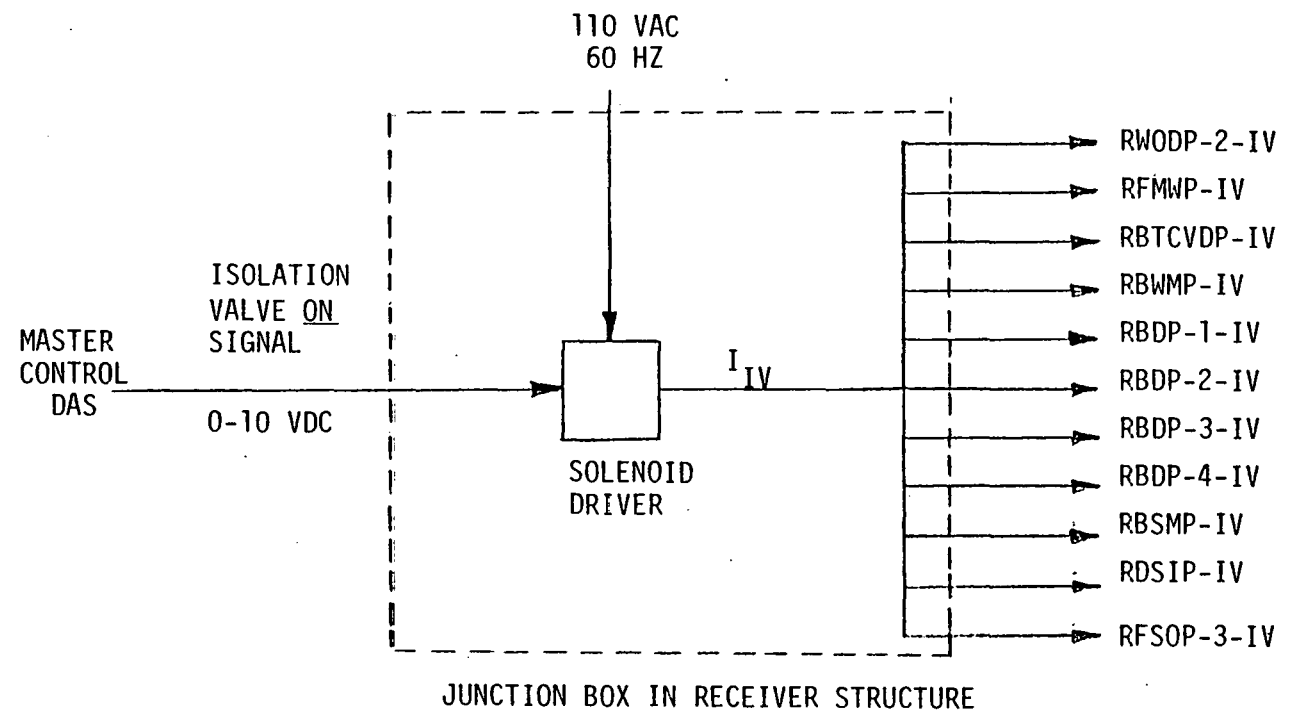 110 VAC
60 HZ
ISOLATION
VALVE ON
SIGNAL
MASTER
CONTROL
DAS
0-10 VDC
I IV
SOLENOID
DRIVER
RWODP-2-IV
RFMWP-IV
RBTCVDP-IV
RBWMP-IV
RBDP-1-IV
RBDP-2-IV
RBDP-3-IV
RBDP-4-IV
RBSMP-IV
RDSIP-IV
RFSOP-3-IV
JUNCTION BOX IN RECEIVER STRUCTURE